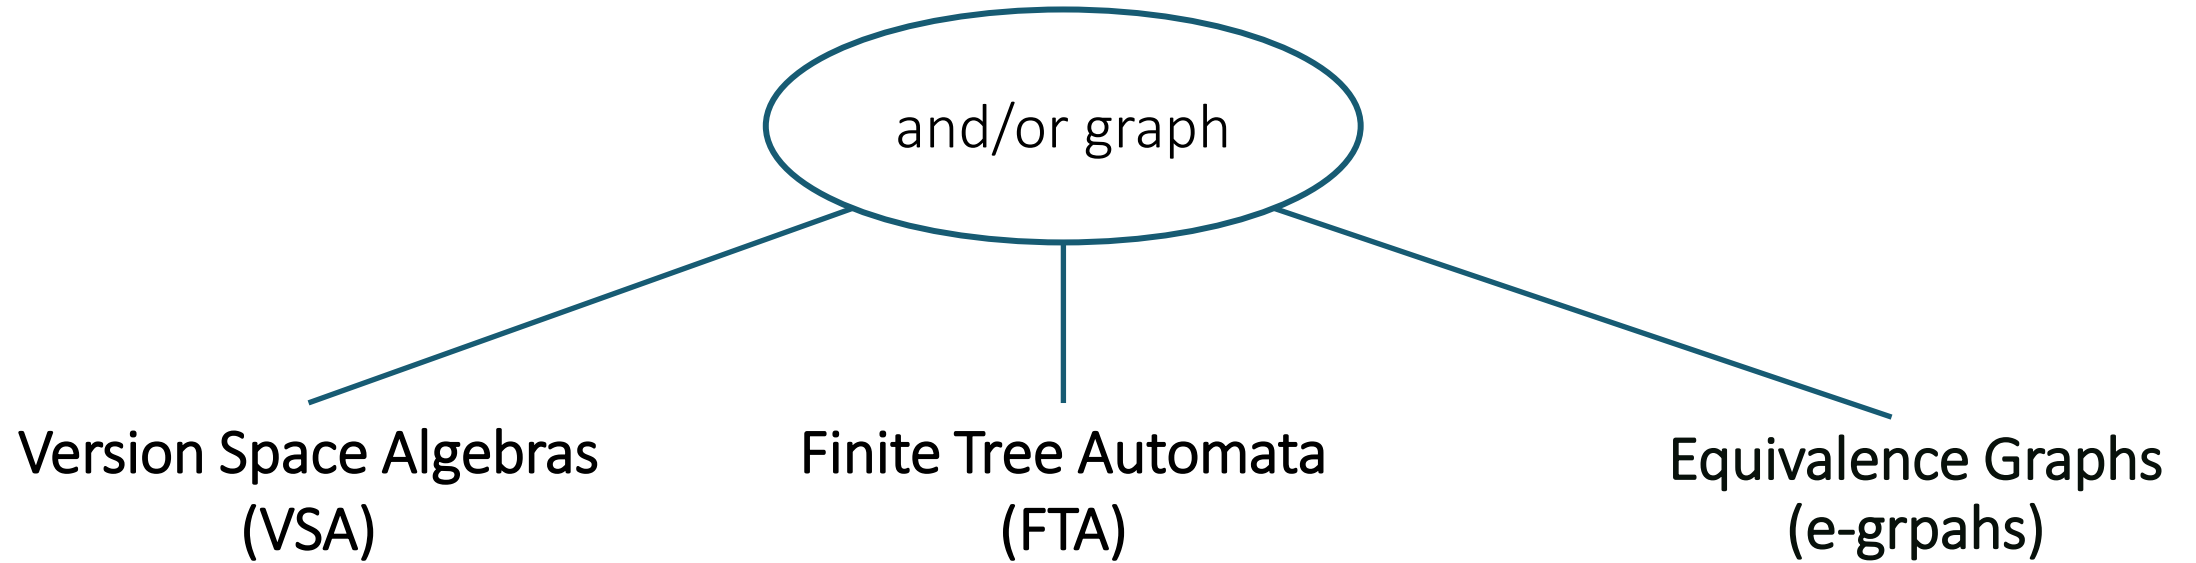 and/or graph
Version Space Algebras
(VSA)
Finite Tree Automata
(FTA)
Equivalence Graphs
(e-grpahs)